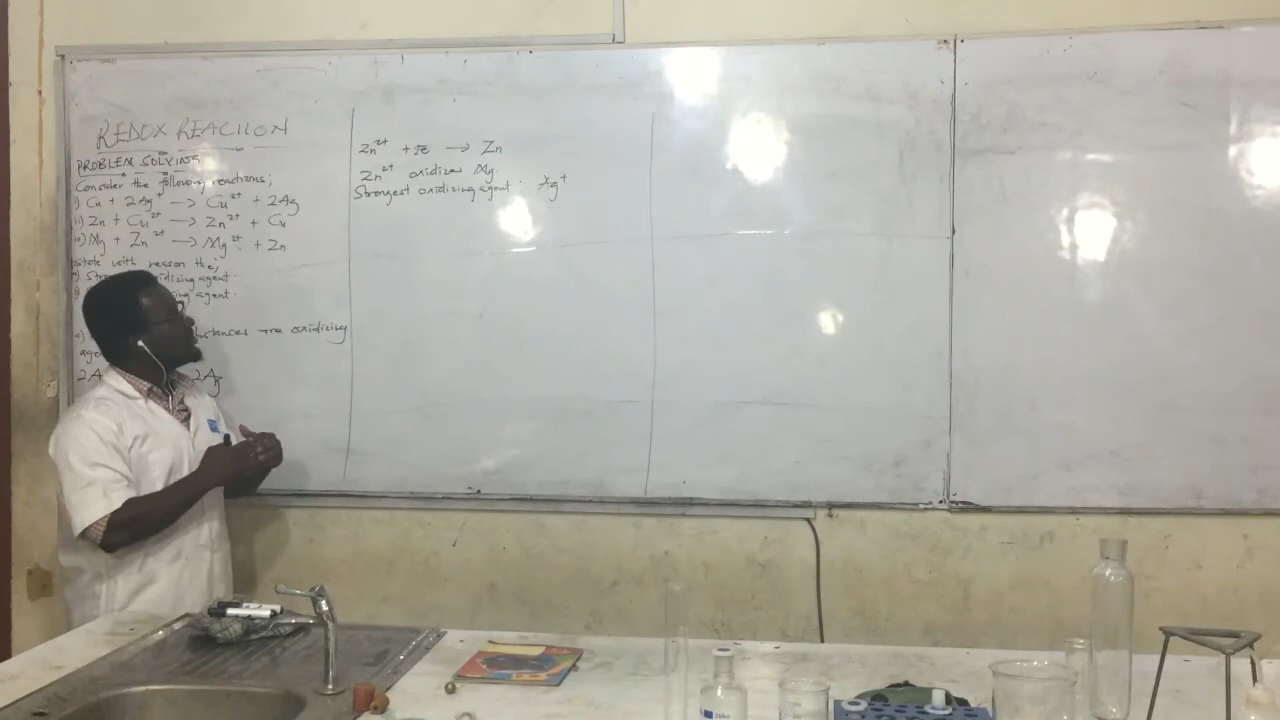 REDOX REACTION
PROBLEM SOLVING
Consider the following reactions;
i) Cu + 2Ag⁺ → Cu²⁺ + 2Ag
ii) Zn + Cu²⁺ → Zn²⁺ + Cu
iii) Mg + Zn²⁺ → Mg²⁺ + Zn
state with reason the,
oxidizing agent.
agent.
are oxidizing
2A 2Ag
Zn²⁺ + 2e → Zn
Zn²⁺ oxidizes Mg.
Strongest oxidizing agent: Ag⁺